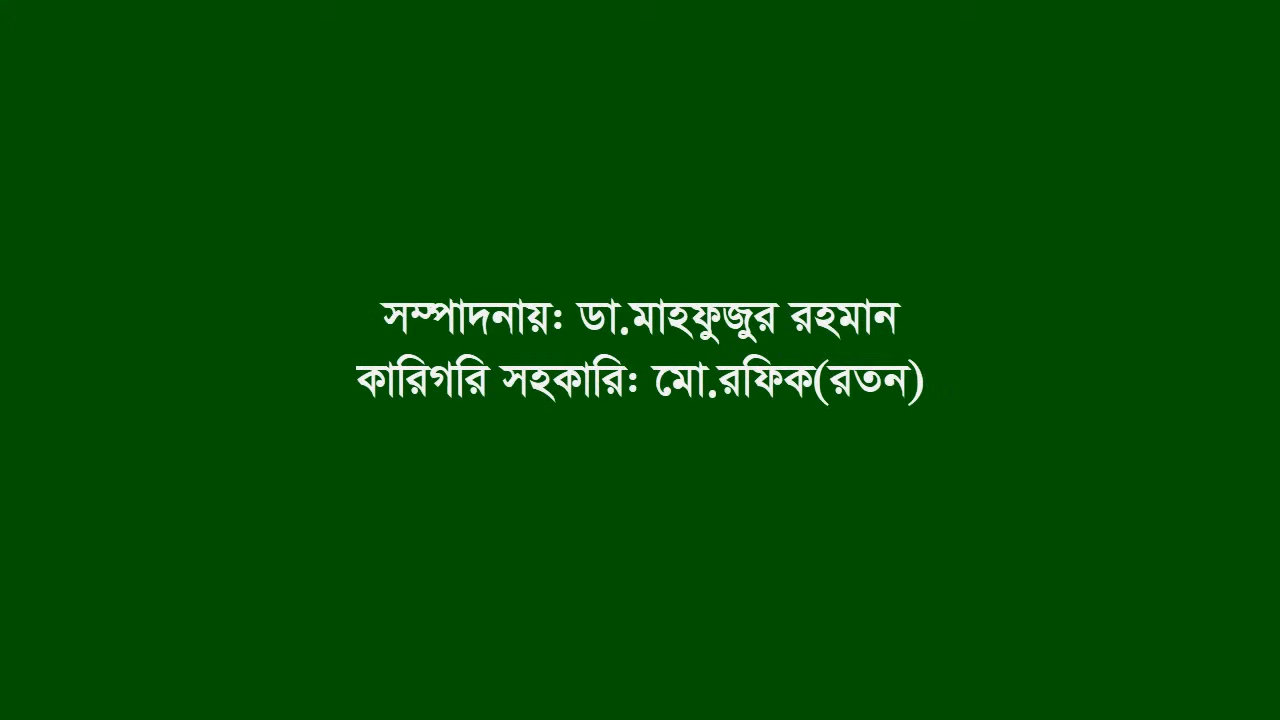 সম্পাদনায়ঃ ডা.মাহফুজুর রহমান
কারিগরি সহকারিঃ মো.রফিক(রতন)